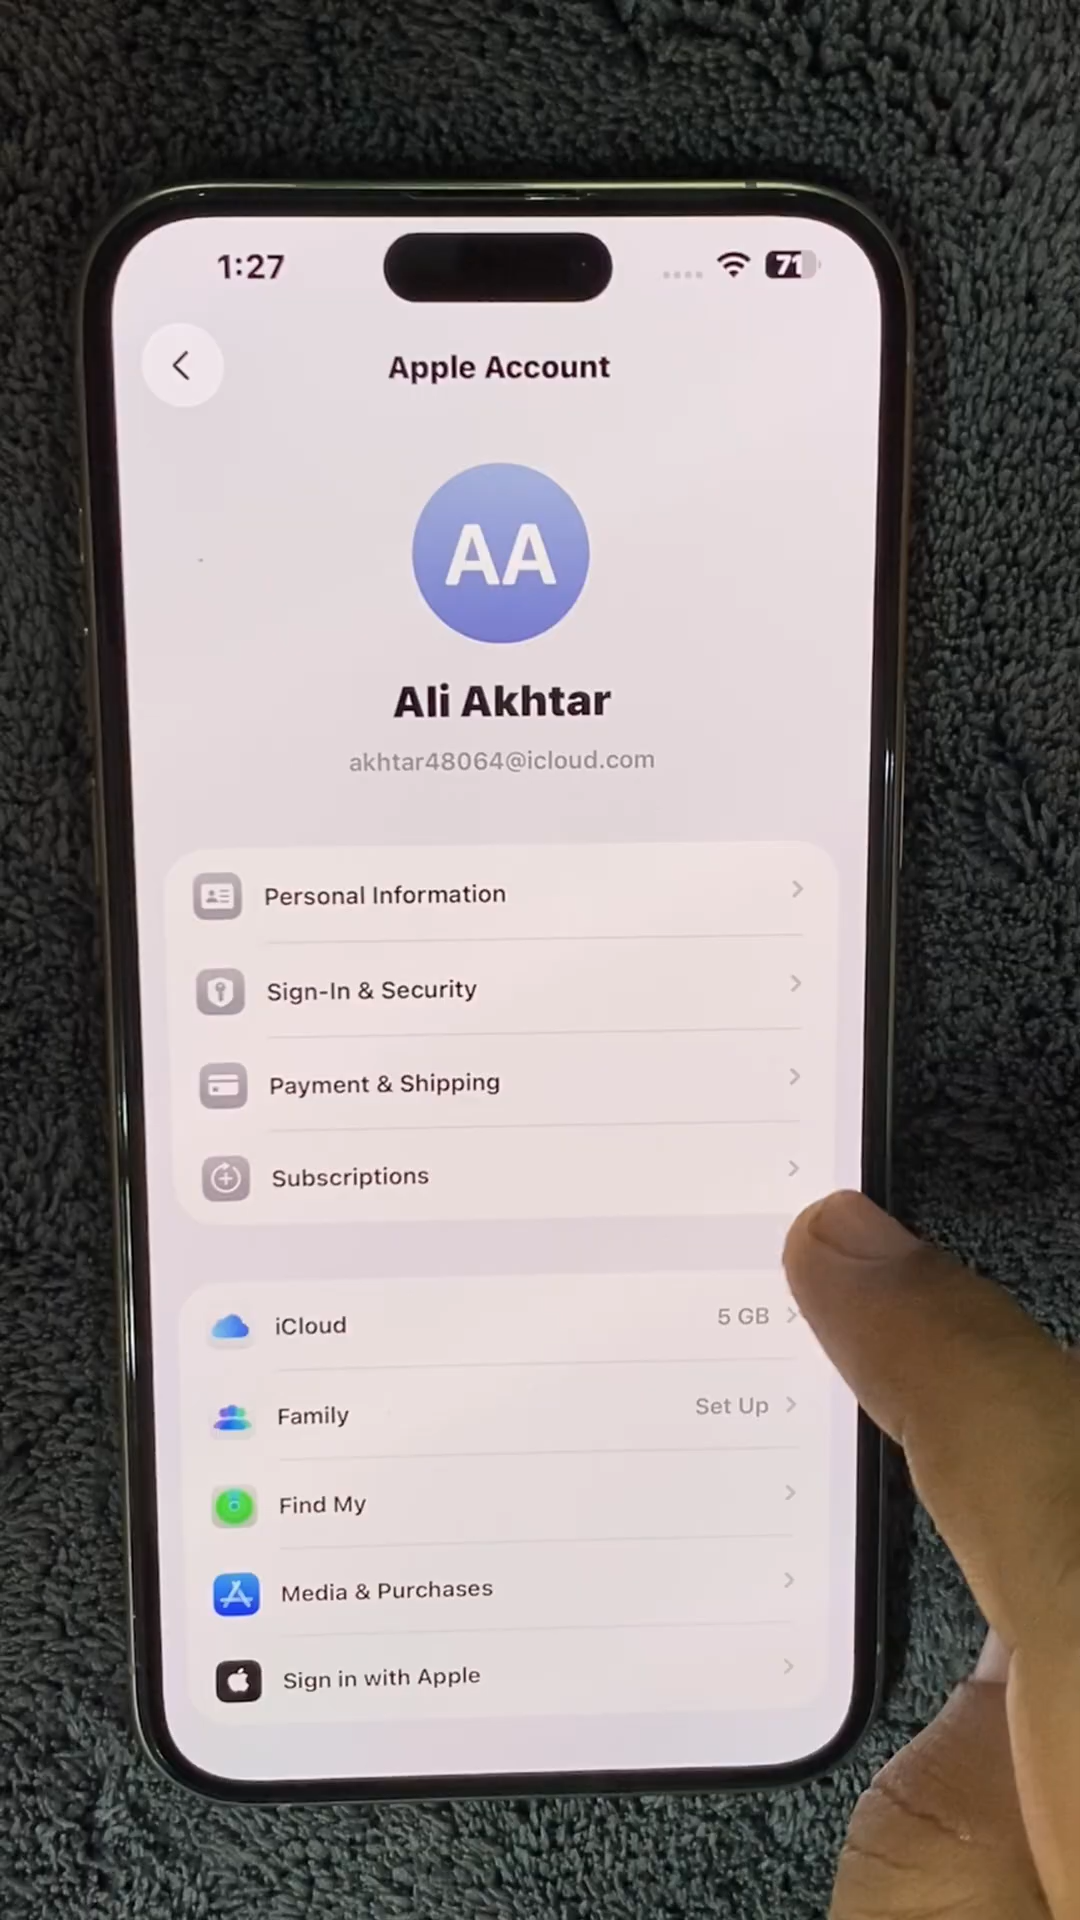 1:27
71
Apple Account
AA
Ali Akhtar
akhtar48064@icloud.com
Personal Information
Sign-In & Security
Payment & Shipping
Subscriptions
iCloud 5 GB
Family Set Up
Find My
Media & Purchases
Sign in with Apple